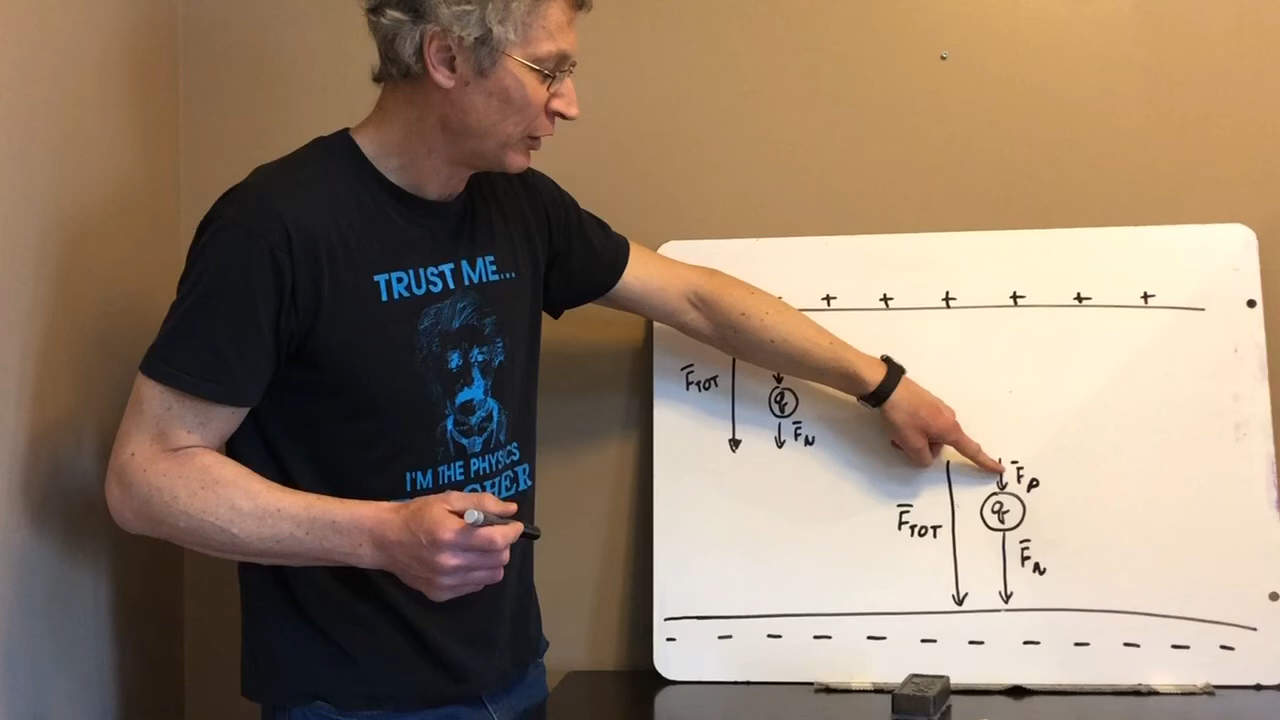 TRUST ME...
I'M THE PHYSICS
+ + + + + +
F̅TOT
q
F̅N
F̅P
q
F̅TOT
F̅N
- - - - - - - - - - - -